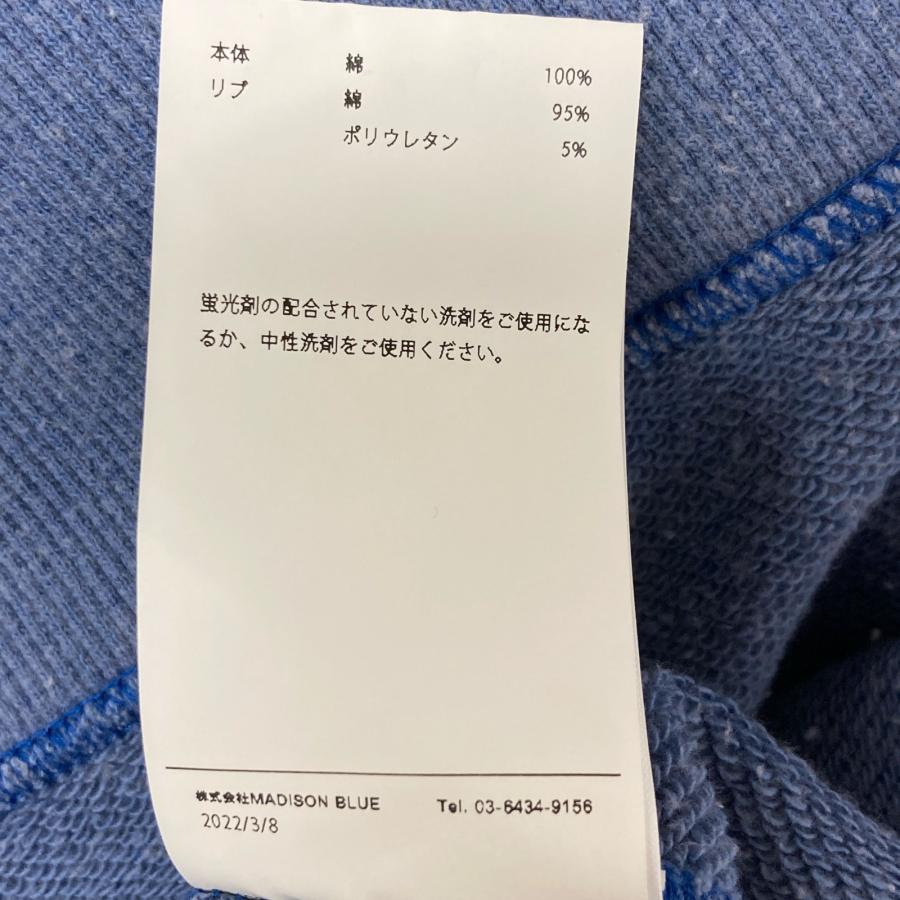 本体 綿 100%
リブ 綿 95%
ポリウレタン 5%
蛍光剤の配合されていない洗剤をご使用にな
るか、中性洗剤をご使用ください。
株式会社MADISON BLUE Tel. 03-6434-9156
2022/3/8